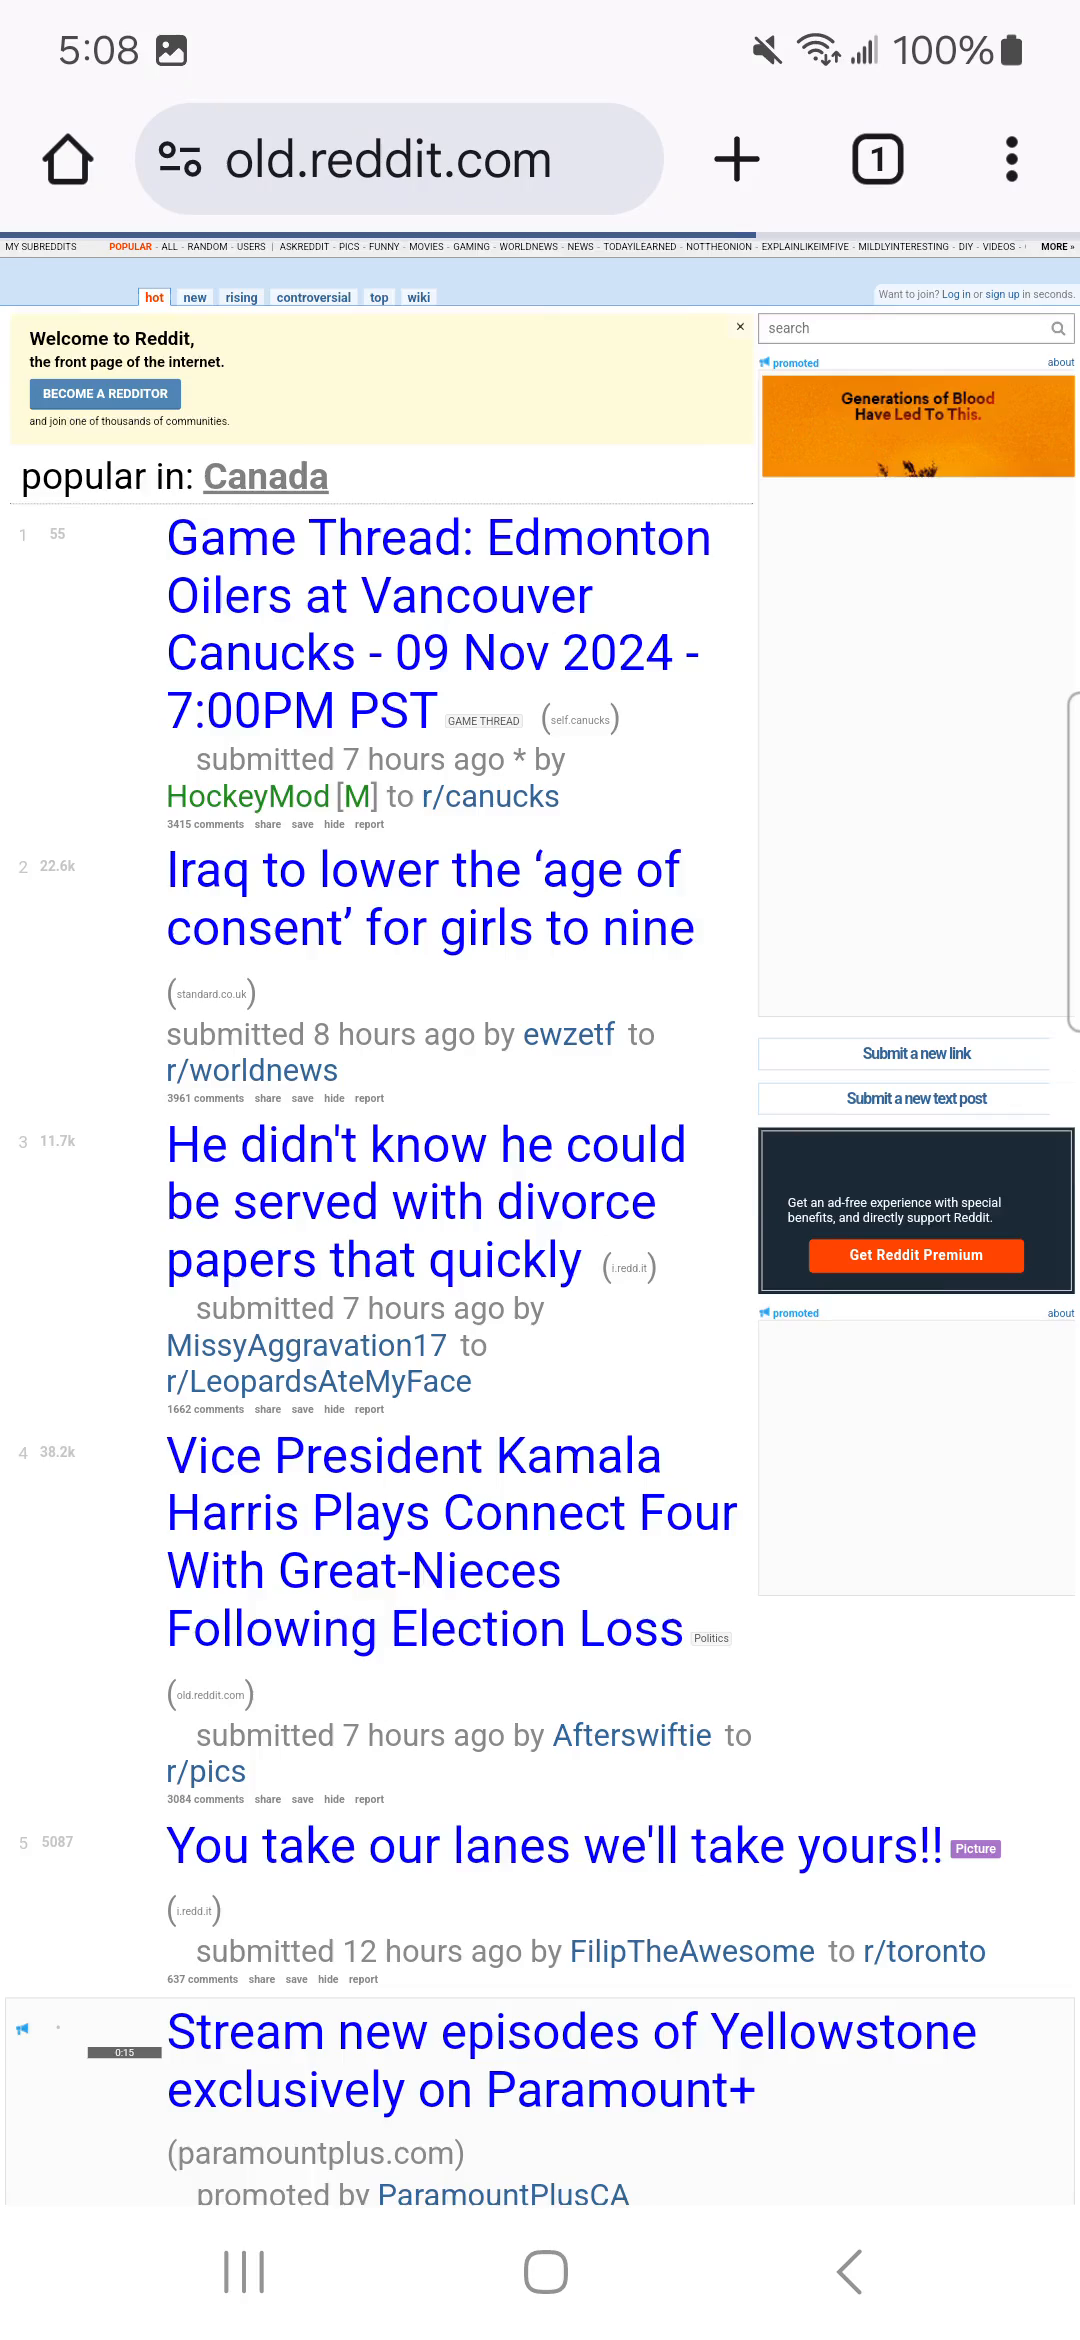 5:08 100%
old.reddit.com 1
MY SUBREDDITS POPULAR - ALL - RANDOM - USERS | ASKREDDIT - PICS - FUNNY - MOVIES - GAMING - WORLDNEWS - NEWS - TODAYILEARNED - NOTTHEONION - EXPLAINLIKEIMFIVE - MILDLYINTERESTING - DIY - VIDEOS - MORE »
hot new rising controversial top wiki
Want to join? Log in or sign up in seconds.
Welcome to Reddit, ×
the front page of the internet.
BECOME A REDDITOR
and join one of thousands of communities.
search
promoted about
Generations of Blood
Have Led To This.
popular in: Canada
1 55 Game Thread: Edmonton
Oilers at Vancouver
Canucks - 09 Nov 2024 -
7:00PM PST GAME THREAD (self.canucks)
submitted 7 hours ago * by
HockeyMod [M] to r/canucks
3415 comments share save hide report
2 22.6k Iraq to lower the ‘age of
consent’ for girls to nine
(standard.co.uk)
submitted 8 hours ago by ewzetf to
r/worldnews
3961 comments share save hide report
Submit a new link
Submit a new text post
3 11.7k He didn't know he could
be served with divorce
papers that quickly (i.redd.it)
submitted 7 hours ago by
MissyAggravation17 to
r/LeopardsAteMyFace
1662 comments share save hide report
Get an ad-free experience with special
benefits, and directly support Reddit.
Get Reddit Premium
promoted about
4 38.2k Vice President Kamala
Harris Plays Connect Four
With Great-Nieces
Following Election Loss Politics
(old.reddit.com)
submitted 7 hours ago by Afterswiftie to
r/pics
3084 comments share save hide report
5 5087 You take our lanes we'll take yours!! Picture
(i.redd.it)
submitted 12 hours ago by FilipTheAwesome to r/toronto
637 comments share save hide report
• 0:15 Stream new episodes of Yellowstone
exclusively on Paramount+
(paramountplus.com)
promoted by ParamountPlusCA